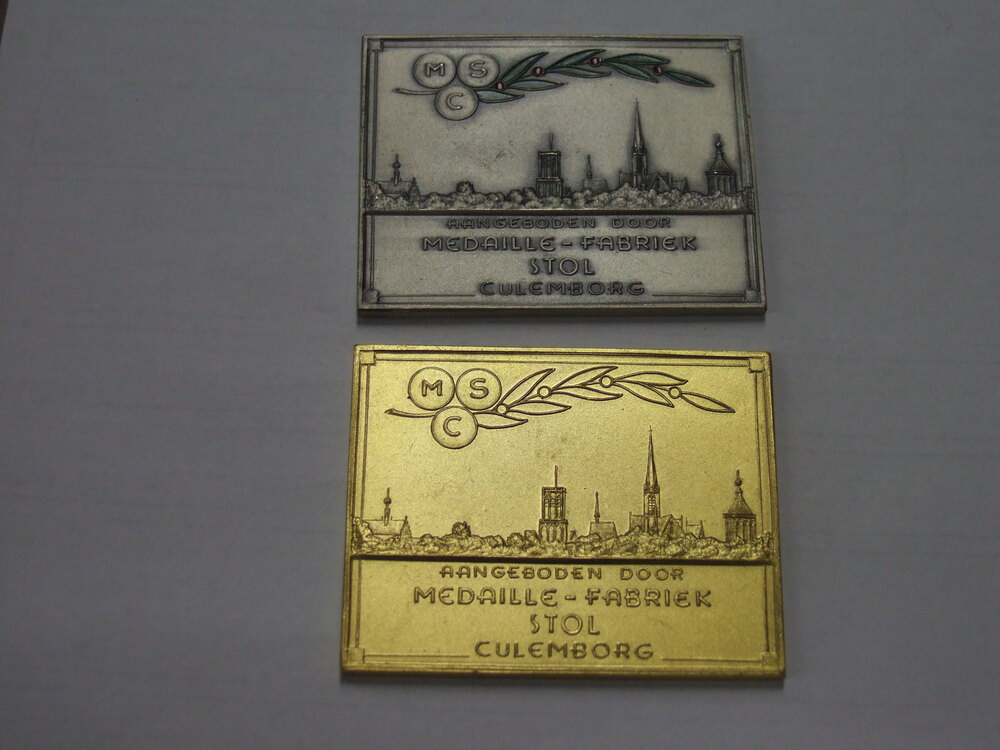 M S
C
AANGEBODEN DOOR
MEDAILLE - FABRIEK
STOL
CULEMBORG
M S
C
AANGEBODEN DOOR
MEDAILLE - FABRIEK
STOL
CULEMBORG